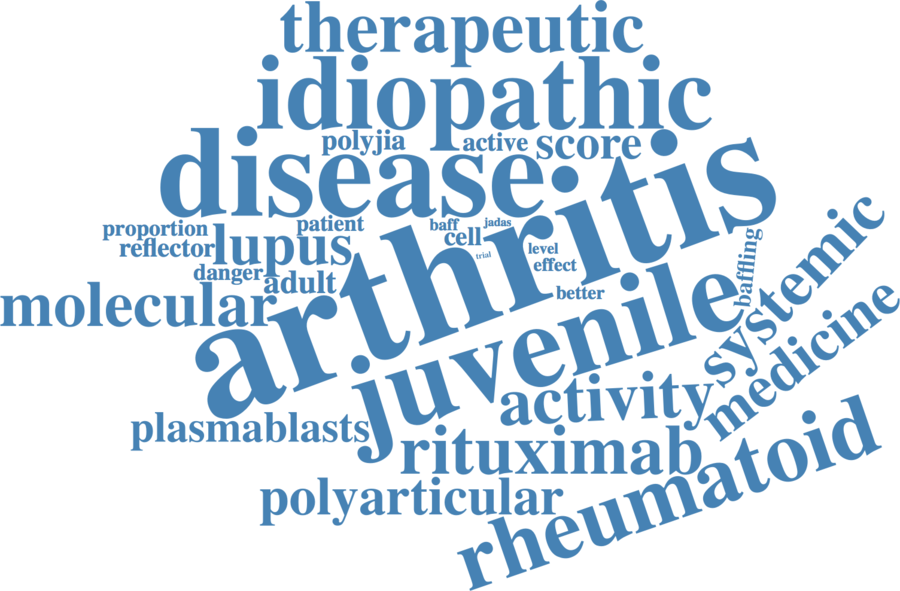 therapeutic
idiopathic
polyjia
active
score
disease
arthritis
proportion
patient
baff
jadas
reflector
lupus
cell
level
trial
effect
danger
adult
better
baffling
systemic
molecular
juvenile
medicine
activity
plasmablasts
rituximab
polyarticular
rheumatoid